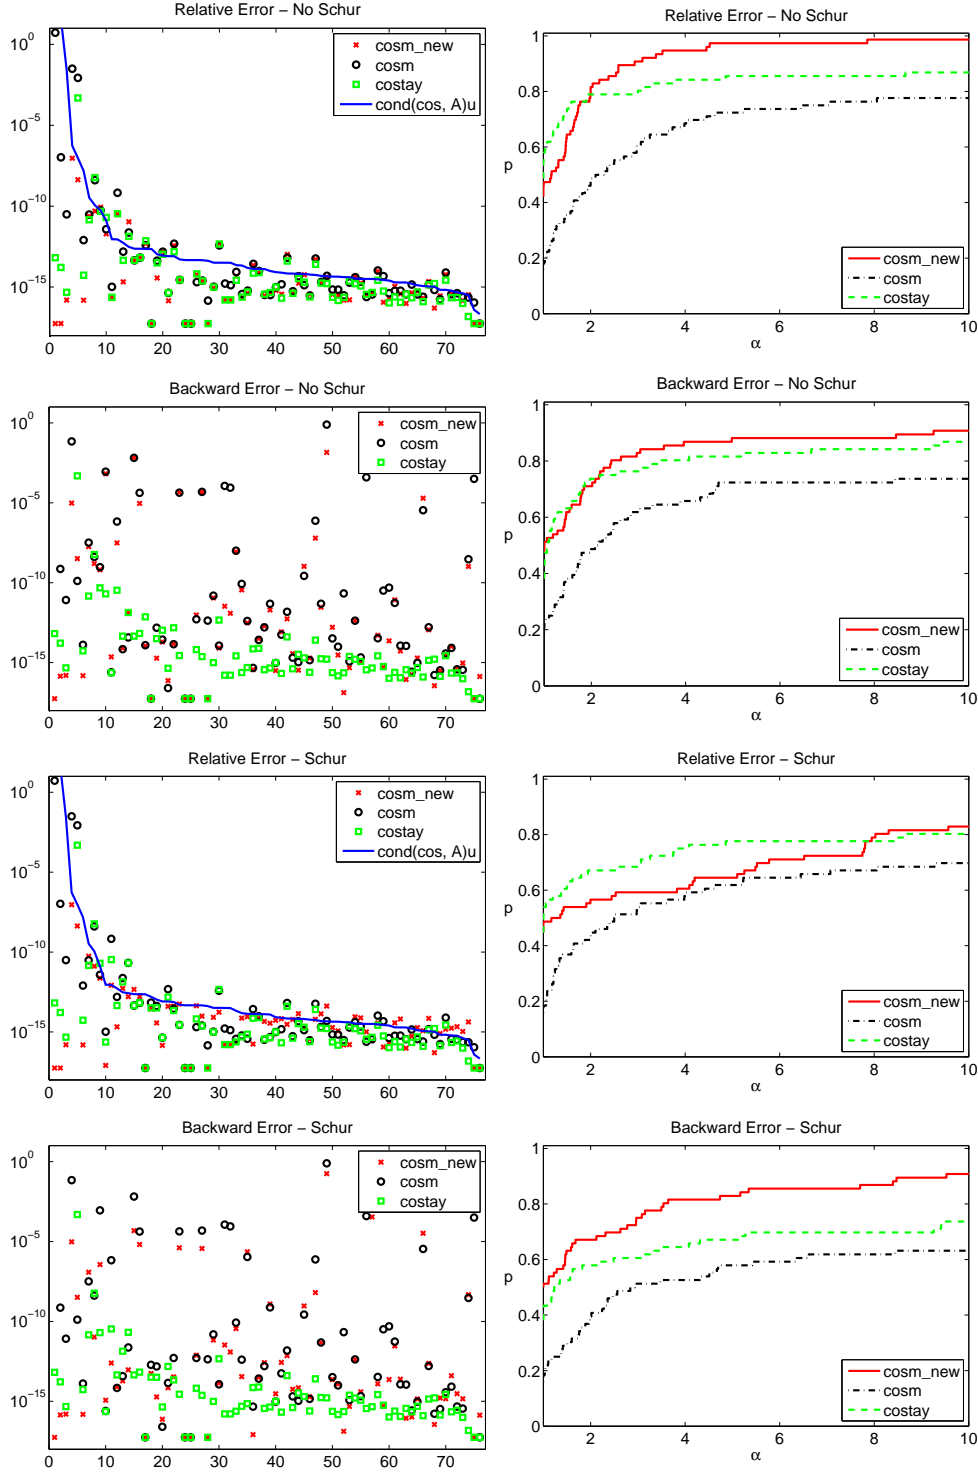 Relative Error – No Schur
10^0
10^-5
10^-10
10^-15
0 10 20 30 40 50 60 70
cosm_new
cosm
costay
cond(cos, A)u
Relative Error – No Schur
1
0.8
0.6
p
0.4
0.2
0
2 4 6 8 10
α
cosm_new
cosm
costay
Backward Error – No Schur
10^0
10^-5
10^-10
10^-15
0 10 20 30 40 50 60 70
cosm_new
cosm
costay
Backward Error – No Schur
1
0.8
0.6
p
0.4
0.2
0
2 4 6 8 10
α
cosm_new
cosm
costay
Relative Error – Schur
10^0
10^-5
10^-10
10^-15
0 10 20 30 40 50 60 70
cosm_new
cosm
costay
cond(cos, A)u
Relative Error – Schur
1
0.8
0.6
p
0.4
0.2
0
2 4 6 8 10
α
cosm_new
cosm
costay
Backward Error – Schur
10^0
10^-5
10^-10
10^-15
0 10 20 30 40 50 60 70
cosm_new
cosm
costay
Backward Error – Schur
1
0.8
0.6
p
0.4
0.2
0
2 4 6 8 10
α
cosm_new
cosm
costay